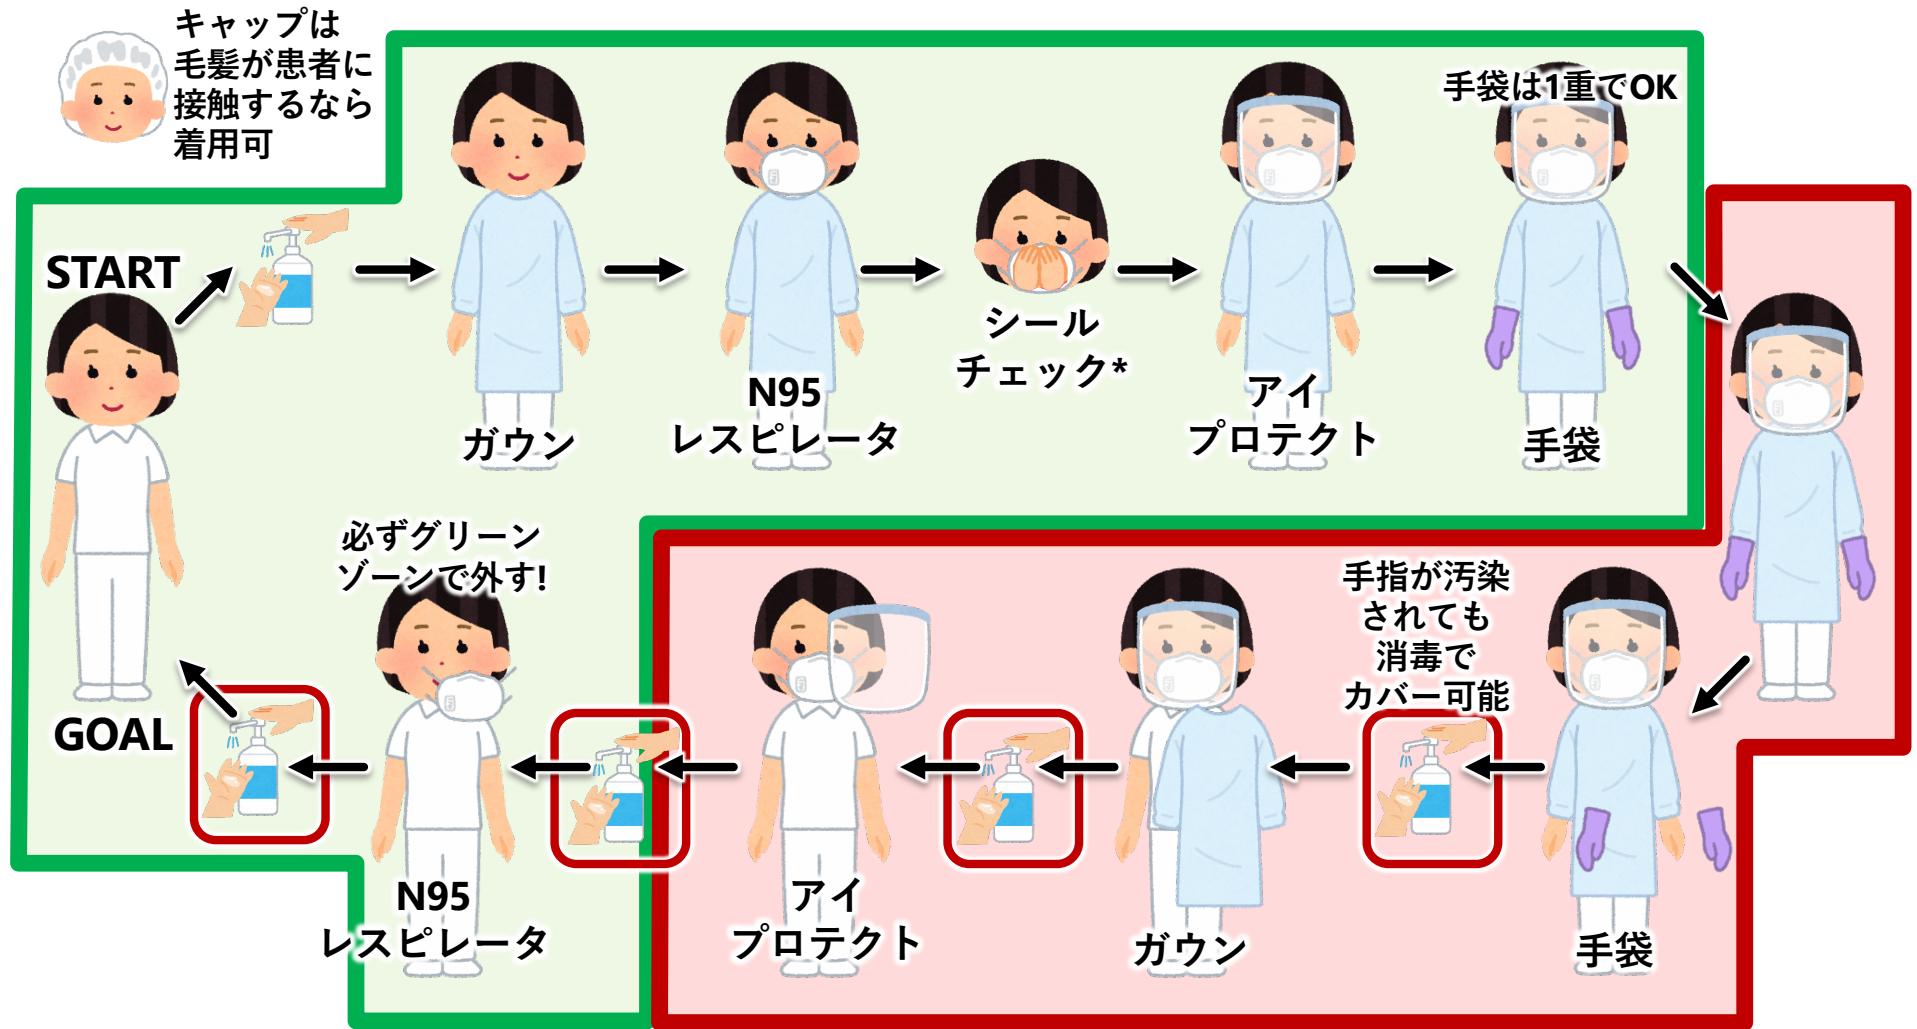 キャップは
毛髪が患者に
接触するなら
着用可
手袋は1重でOK
START
ガウン
N95
レスピレータ
シール
チェック*
アイ
プロテクト
手袋
手指が汚染
されても
消毒で
カバー可能
手袋
ガウン
アイ
プロテクト
必ずグリーン
ゾーンで外す!
N95
レスピレータ
GOAL